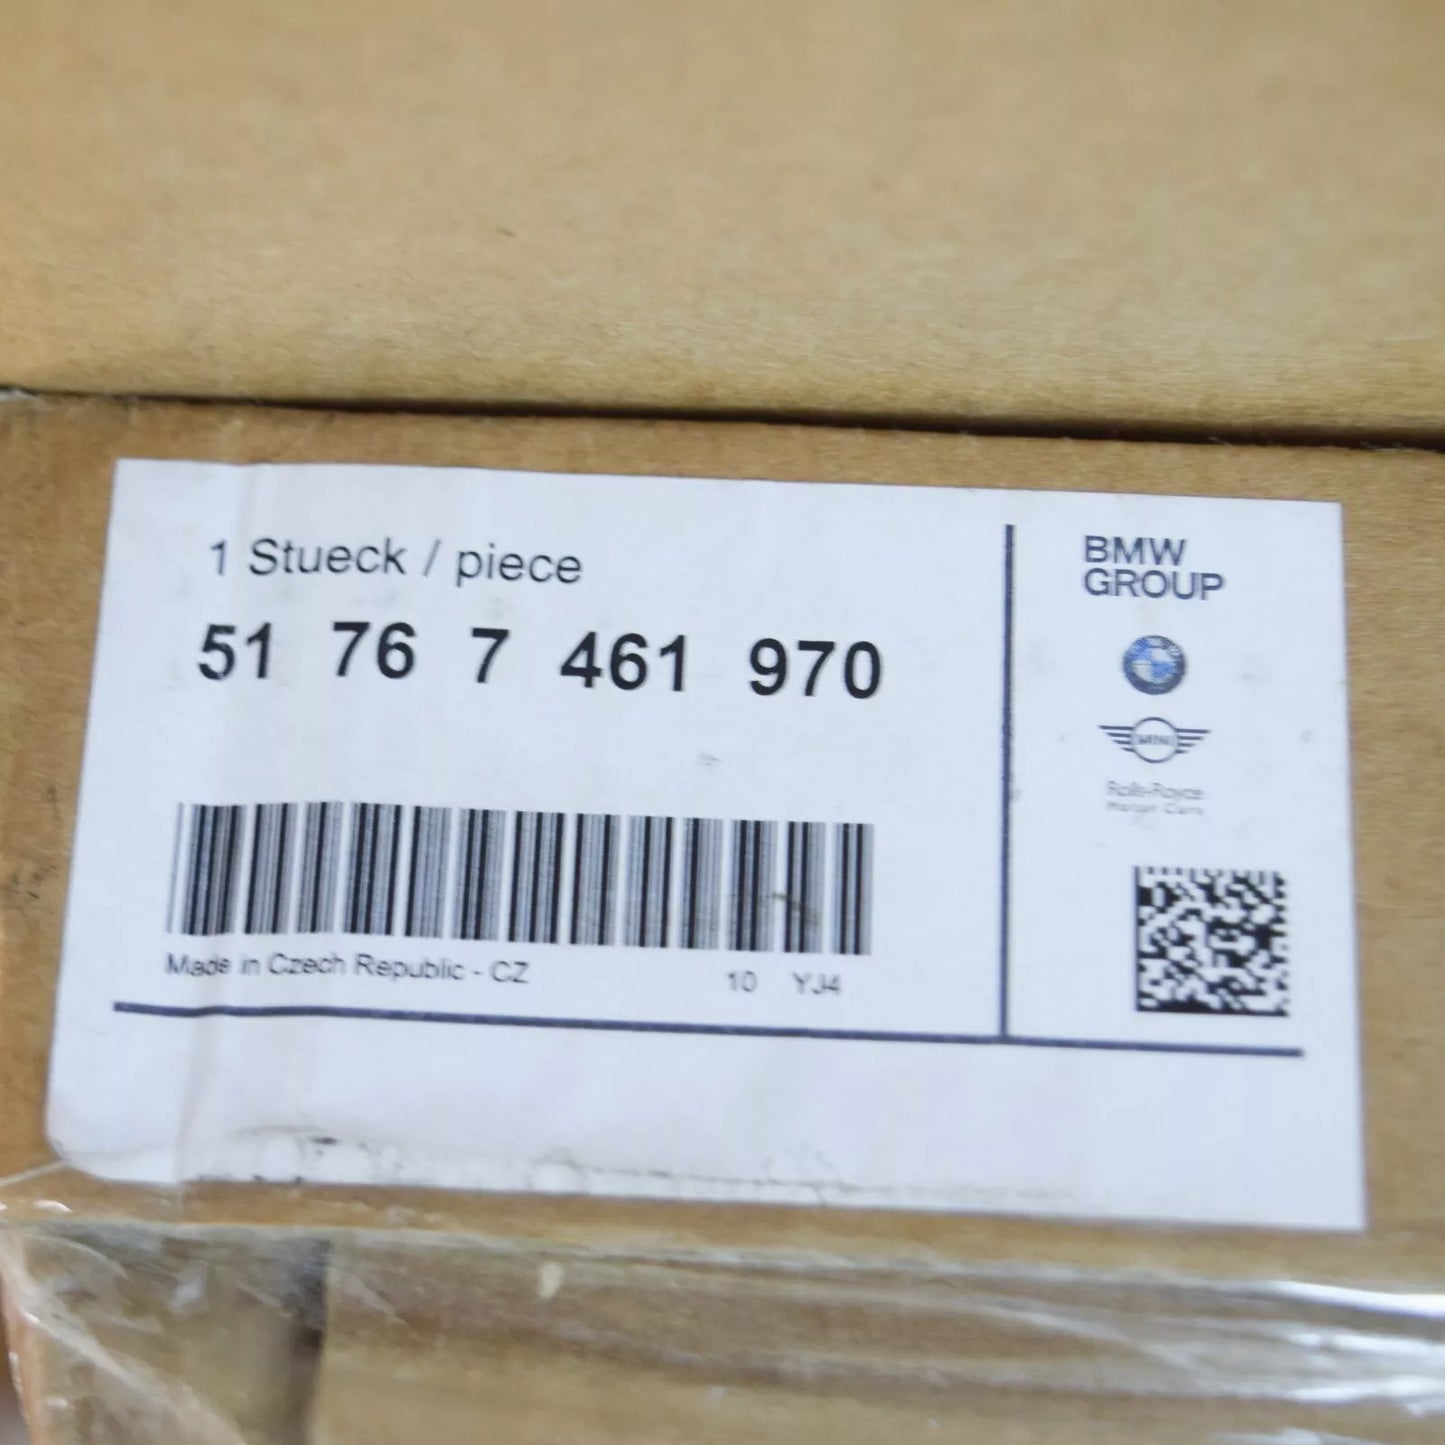 1 Stueck / piece
51 76 7 461 970
Made in Czech Republic - CZ
10 YJ4
BMW
GROUP
MINI
Rolls-Royce
Motor Cars